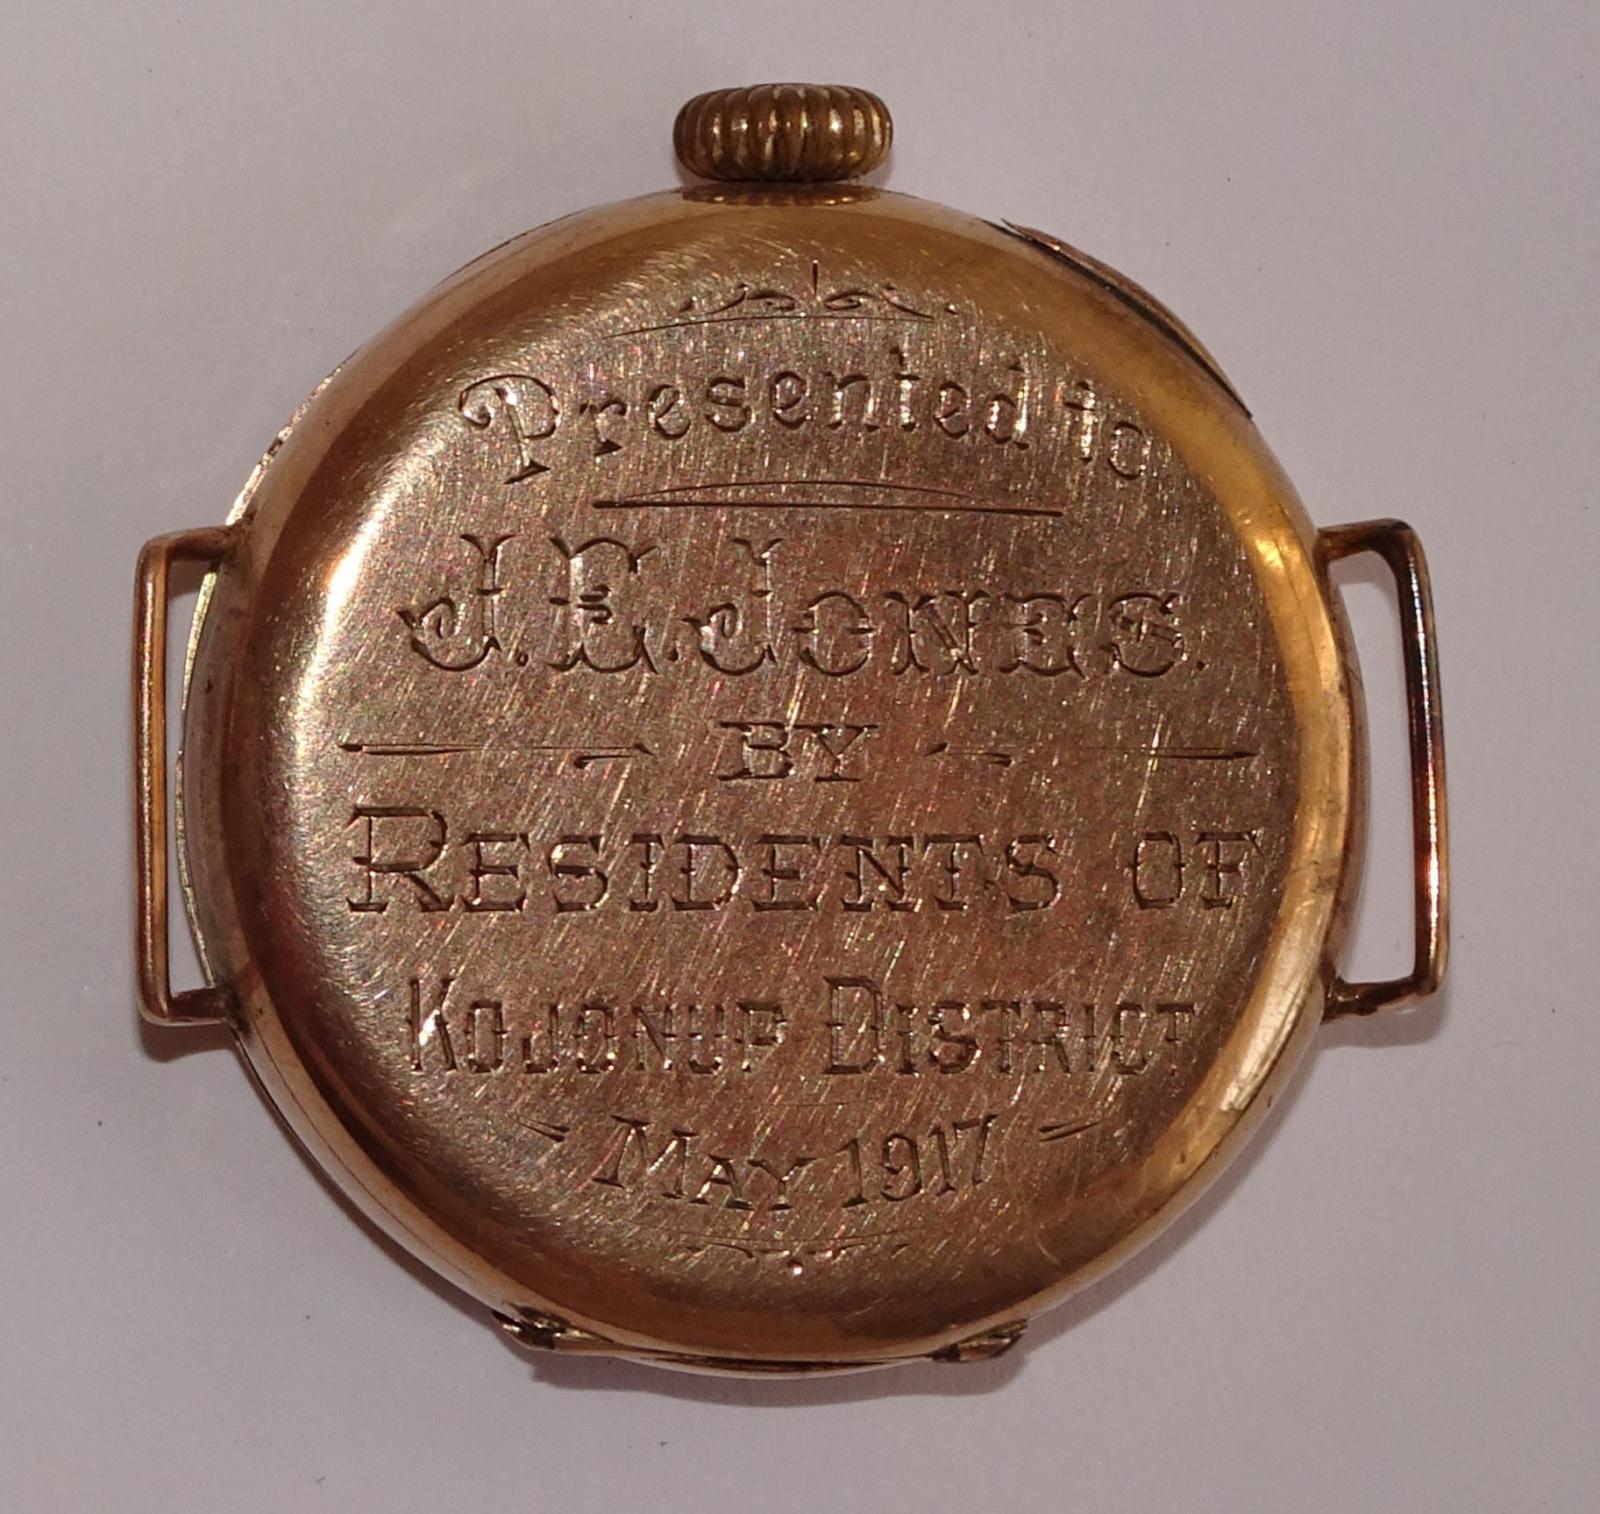 Presented to
J.E.JONES.
BY
RESIDENTS OF
KOJONUP DISTRICT
MAY 1917